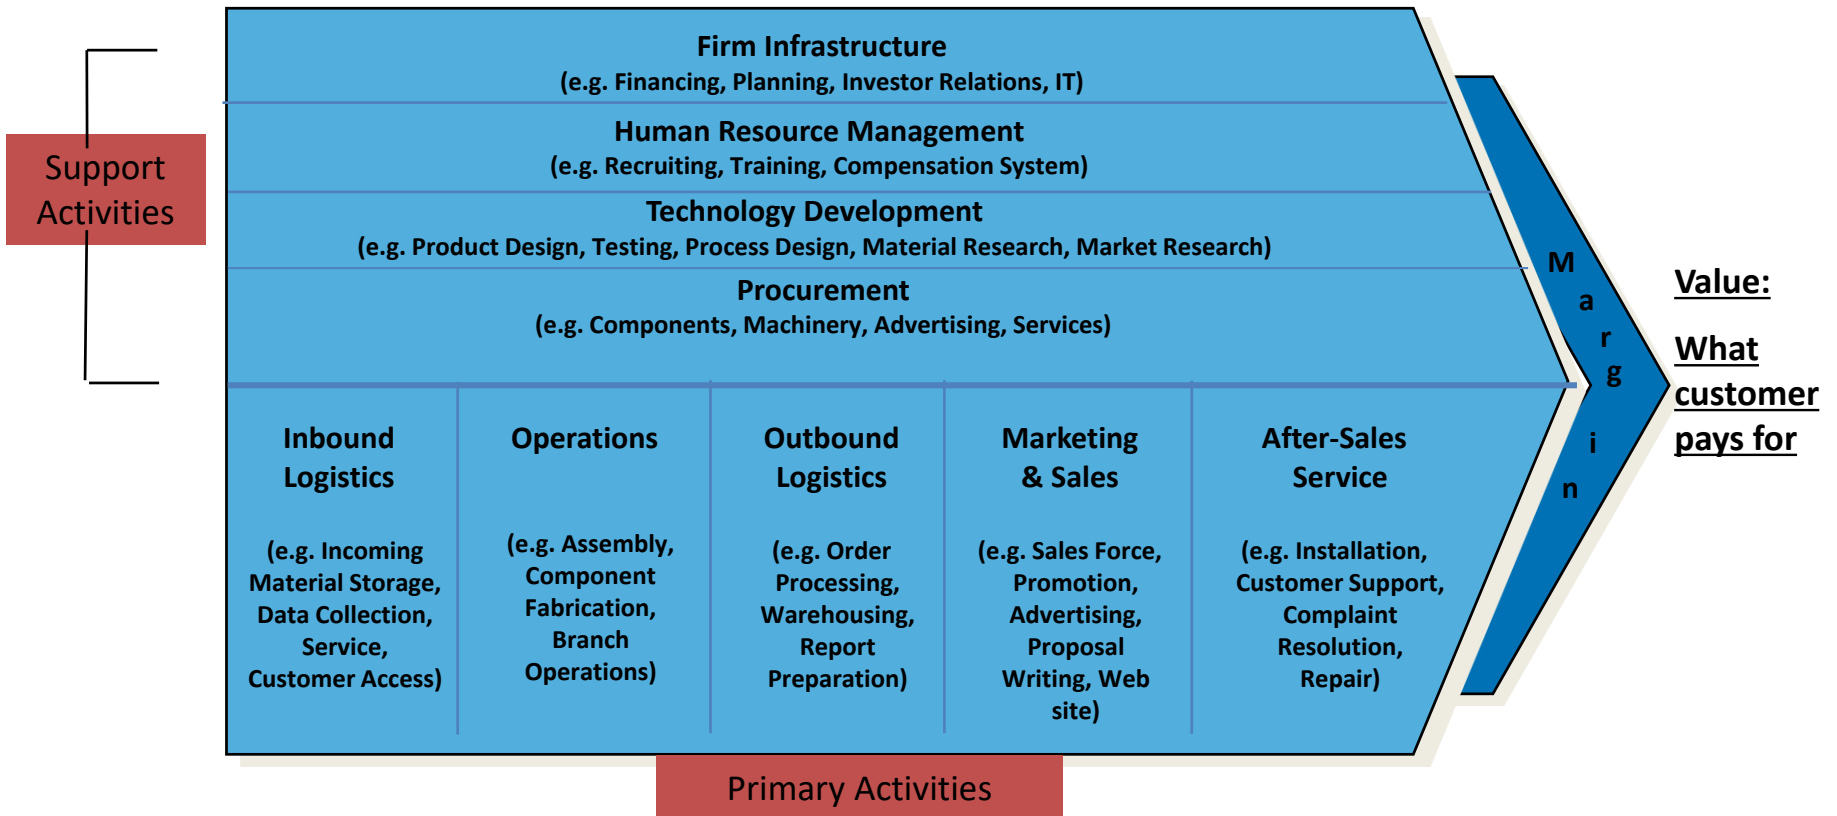 Firm Infrastructure
(e.g. Financing, Planning, Investor Relations, IT)
Human Resource Management
(e.g. Recruiting, Training, Compensation System)
Support
Activities
Technology Development
(e.g. Product Design, Testing, Process Design, Material Research, Market Research)
Procurement
(e.g. Components, Machinery, Advertising, Services)
Margin
Value:
What
customer
pays for
Inbound
Logistics
(e.g. Incoming
Material Storage,
Data Collection,
Service,
Customer Access)
Operations
(e.g. Assembly,
Component
Fabrication,
Branch
Operations)
Outbound
Logistics
(e.g. Order
Processing,
Warehousing,
Report
Preparation)
Marketing
& Sales
(e.g. Sales Force,
Promotion,
Advertising,
Proposal
Writing, Web
site)
After-Sales
Service
(e.g. Installation,
Customer Support,
Complaint
Resolution,
Repair)
Primary Activities